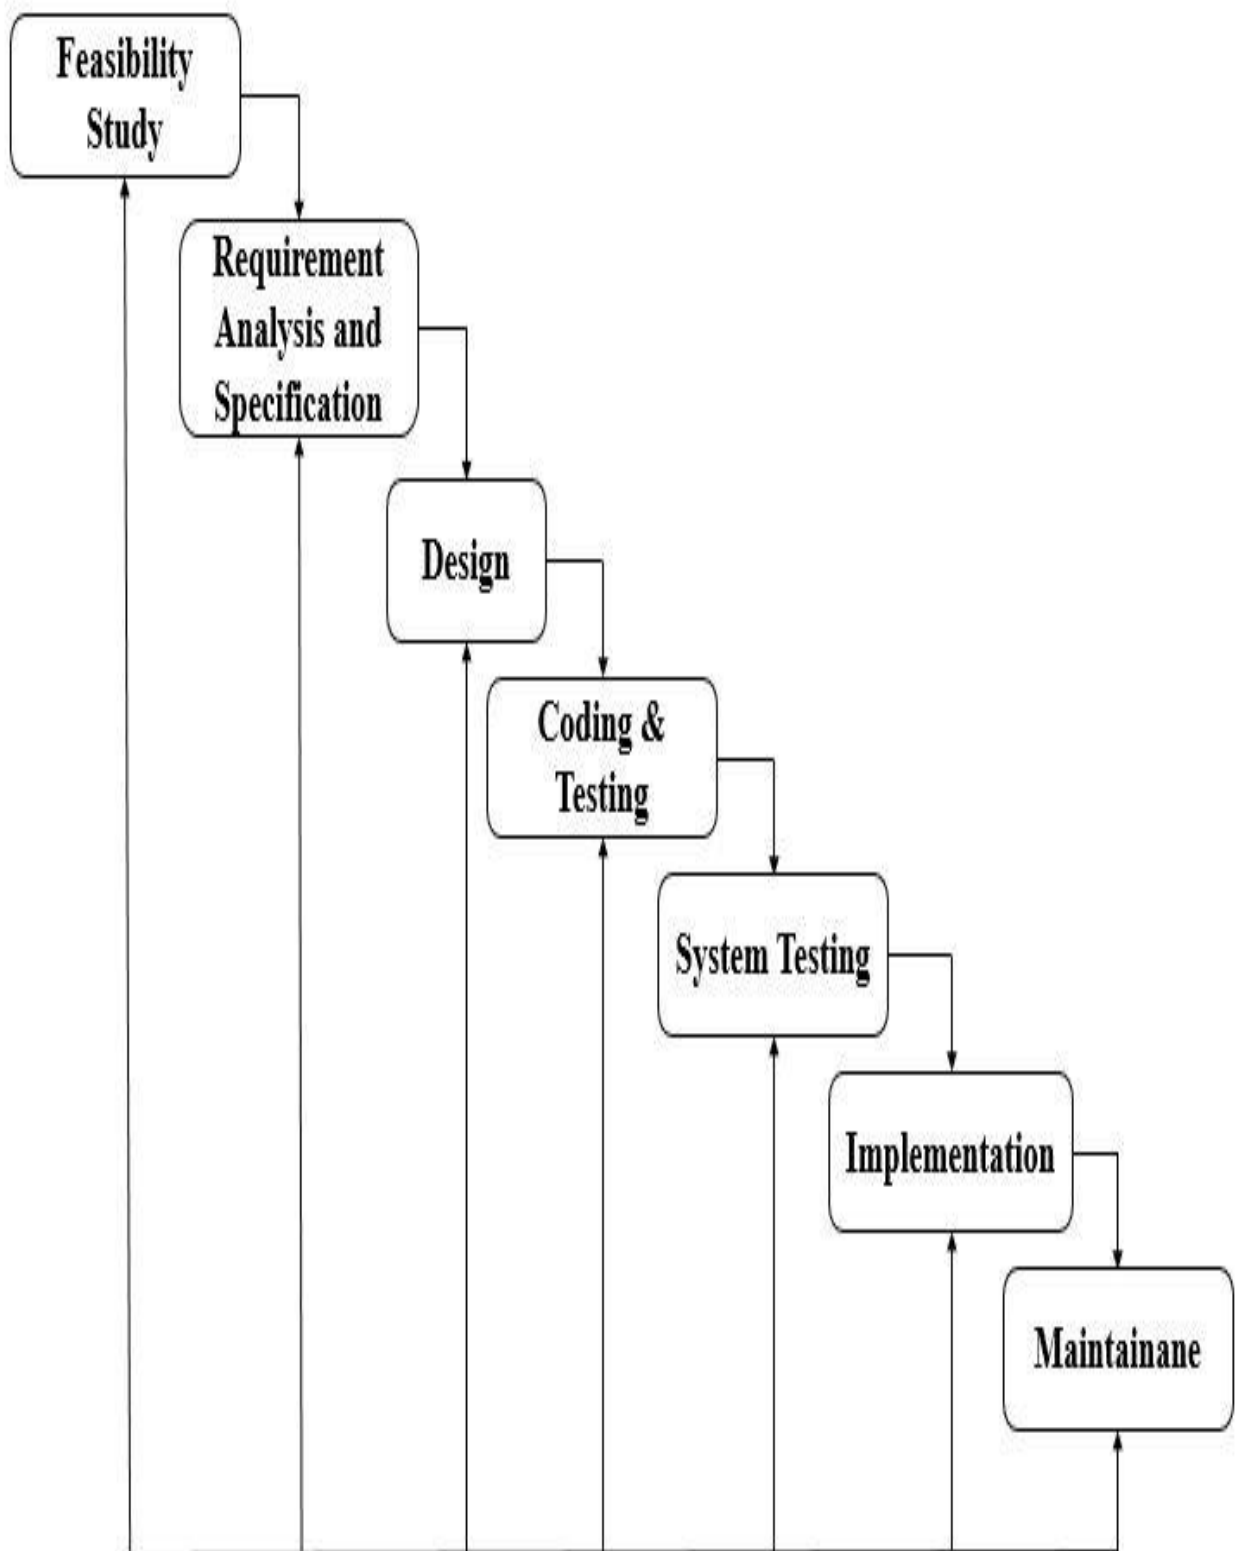 Feasibility
Study
Requirement
Analysis and
Specification
Design
Coding &
Testing
System Testing
Implementation
Maintainane